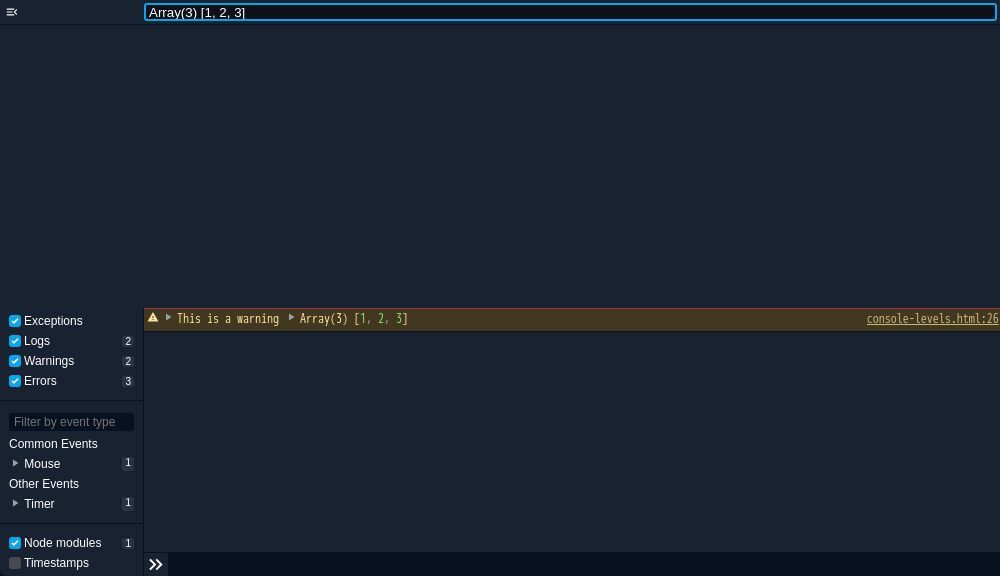 Array(3) [1, 2, 3]
Exceptions
Logs 2
Warnings 2
Errors 3
Filter by event type
Common Events
Mouse 1
Other Events
Timer 1
Node modules 1
Timestamps
This is a warning Array(3) [1, 2, 3] console-levels.html:26